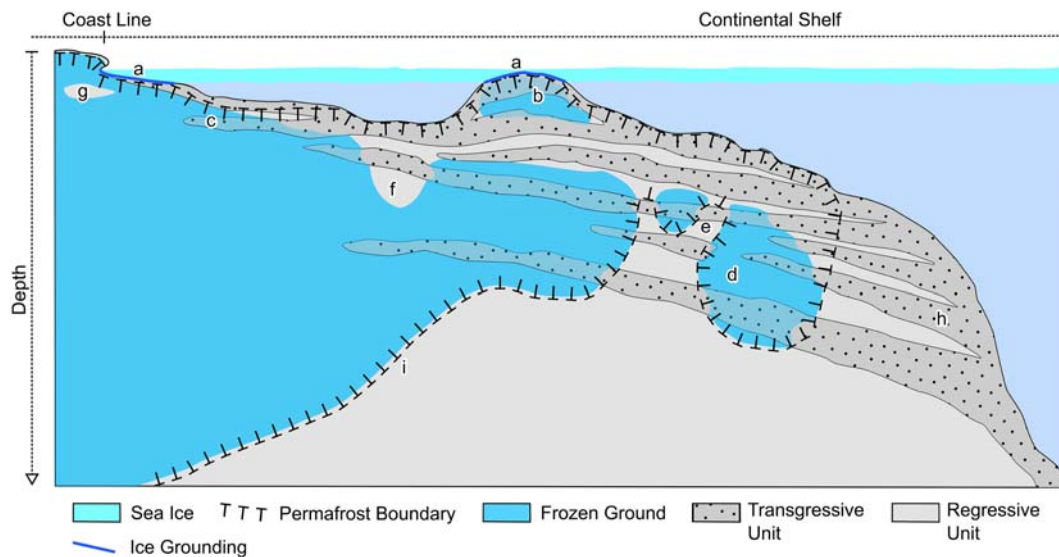 Coast Line
Continental Shelf
a
a
g
b
c
f
e
d
h
i
Depth
Sea Ice
Permafrost Boundary
Frozen Ground
Transgressive
Unit
Regressive
Unit
Ice Grounding